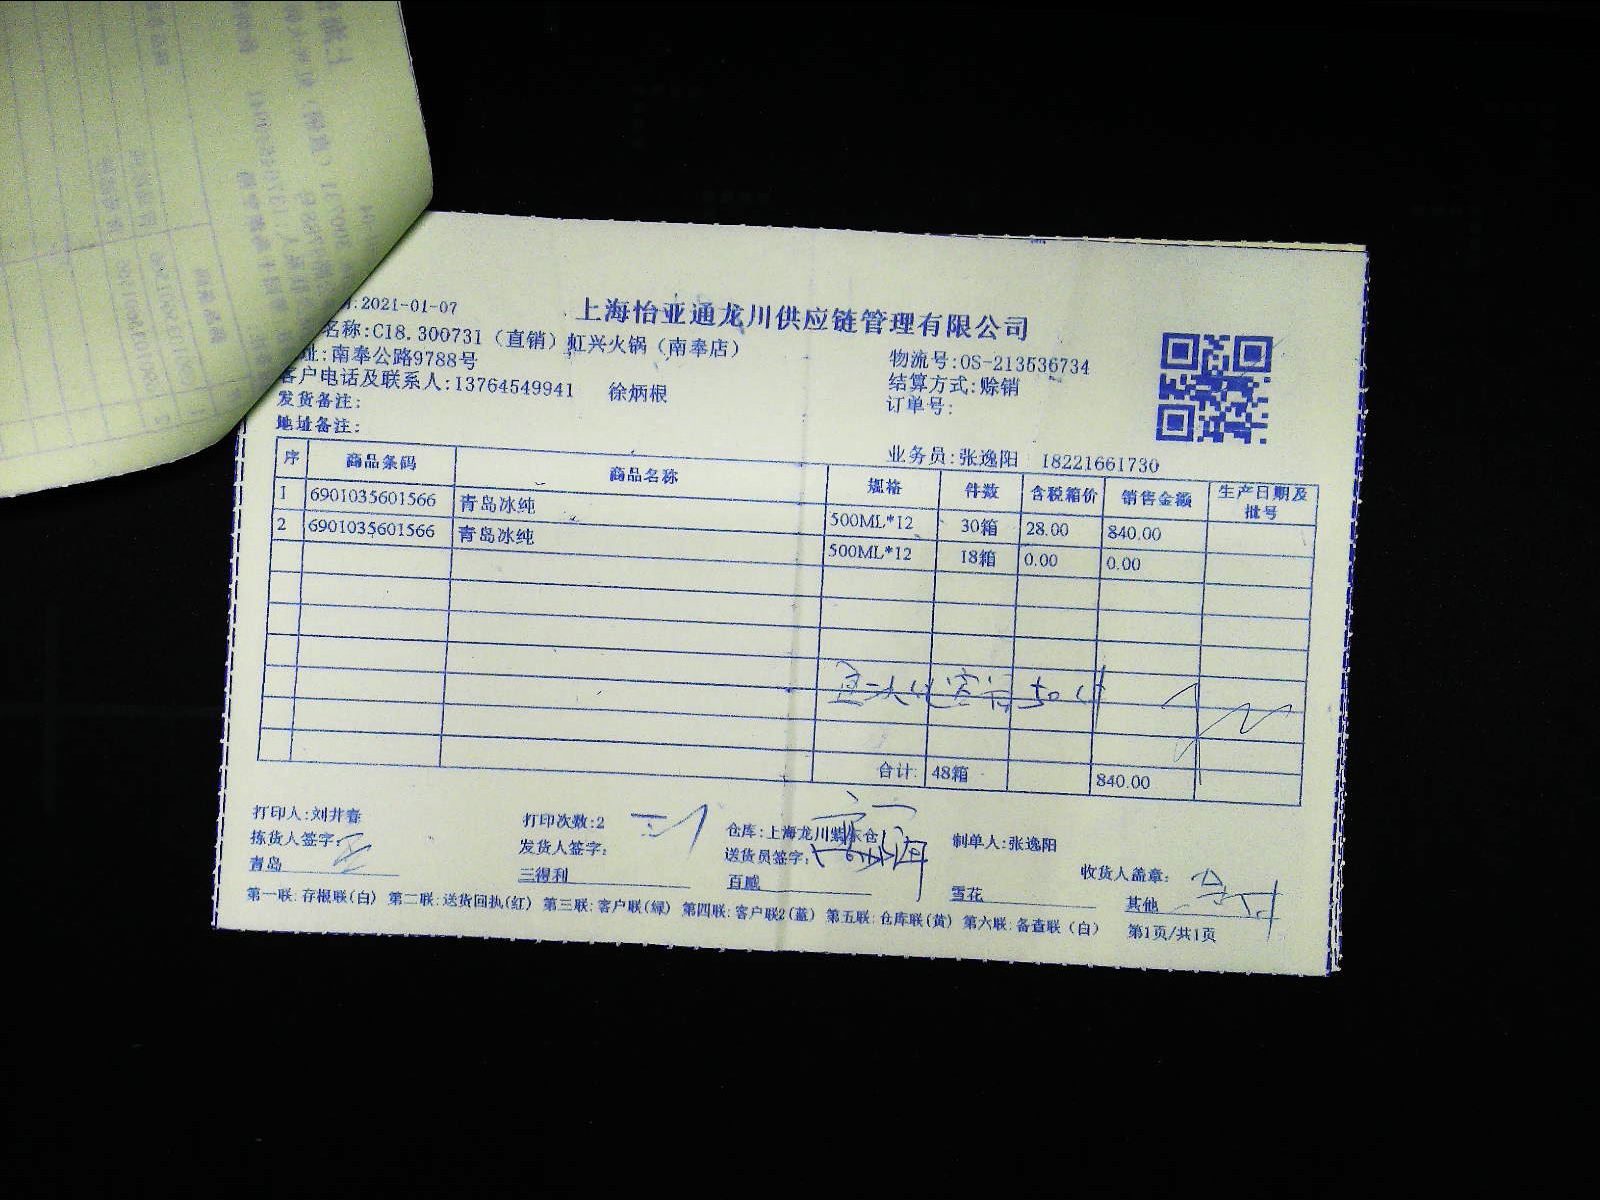 :2021-01-07
上海怡亚通龙川供应链管理有限公司
名称:C18.300731（直销）虹兴火锅（南奉店）
址:南奉公路9788号
物流号:OS-213536734
客户电话及联系人:13764549941 徐炳根
结算方式:赊销
发货备注:
订单号:
地址备注:
业务员:张逸阳 18221661730
序 商品条码 商品名称 规格 件数 含税箱价 销售金额 生产日期及批号
1 6901035601566 青岛冰纯 500ML*12 30箱 28.00 840.00
2 6901035601566 青岛冰纯 500ML*12 18箱 0.00 0.00
合计: 48箱 840.00
打印人:刘井春 打印次数:2 仓库:上海龙川紫东仓 制单人:张逸阳
拣货人签字: 发货人签字: 送货员签字: 收货人盖章:
青岛 三得利 百威 雪花 其他
第一联:存根联(白) 第二联:送货回执(红) 第三联:客户联(绿) 第四联:客户联2(蓝) 第五联:仓库联(黄) 第六联:备查联（白） 第1页/共1页